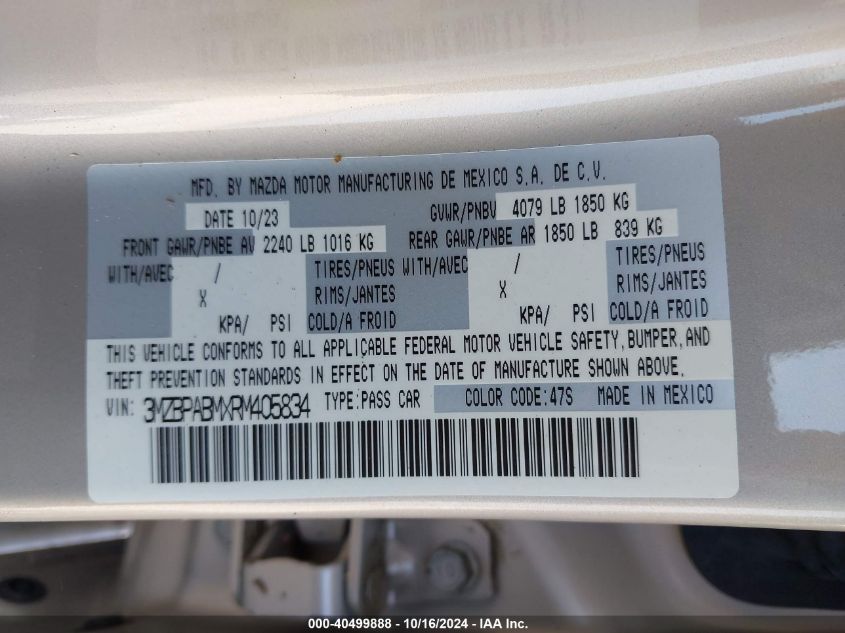 MFD. BY MAZDA MOTOR MANUFACTURING DE MEXICO S.A. DE C.V.
DATE 10/23 GVWR/PNBV 4079 LB 1850 KG
FRONT GAWR/PNBE AV 2240 LB 1016 KG REAR GAWR/PNBE AR 1850 LB 839 KG
WITH/AVEC / TIRES/PNEUS WITH/AVEC / TIRES/PNEUS
X RIMS/JANTES X RIMS/JANTES
KPA/ PSI COLD/A FROID KPA/ PSI COLD/A FROID
THIS VEHICLE CONFORMS TO ALL APPLICABLE FEDERAL MOTOR VEHICLE SAFETY, BUMPER, AND
THEFT PREVENTION STANDARDS IN EFFECT ON THE DATE OF MANUFACTURE SHOWN ABOVE.
VIN: 3MZBPABMXRM405834 TYPE:PASS CAR COLOR CODE:47S MADE IN MEXICO
000-40499888 - 10/16/2024 - IAA Inc.